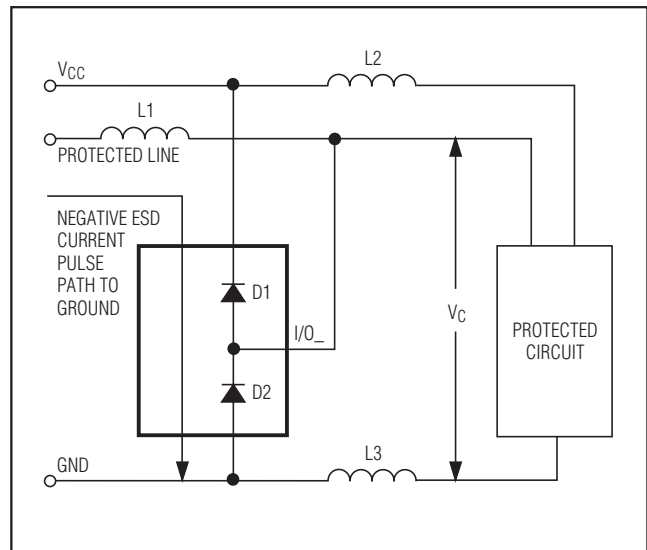 VCC
L2
L1
PROTECTED LINE
NEGATIVE ESD
CURRENT
PULSE
PATH TO
GROUND
D1
I/O_
VC
PROTECTED
CIRCUIT
D2
L3
GND